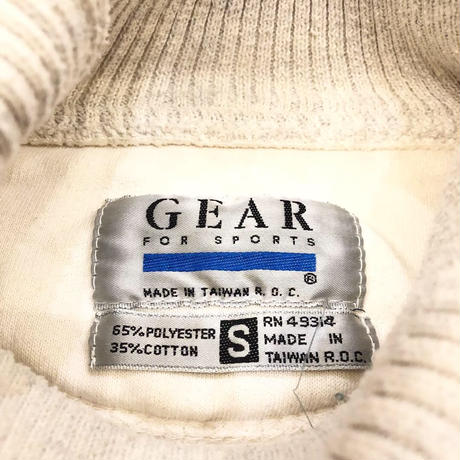 GEAR
FOR SPORTS
®
MADE IN TAIWAN R.O.C.
65% POLYESTER
35% COTTON
S
RN 49314
MADE IN
TAIWAN R.O.C.